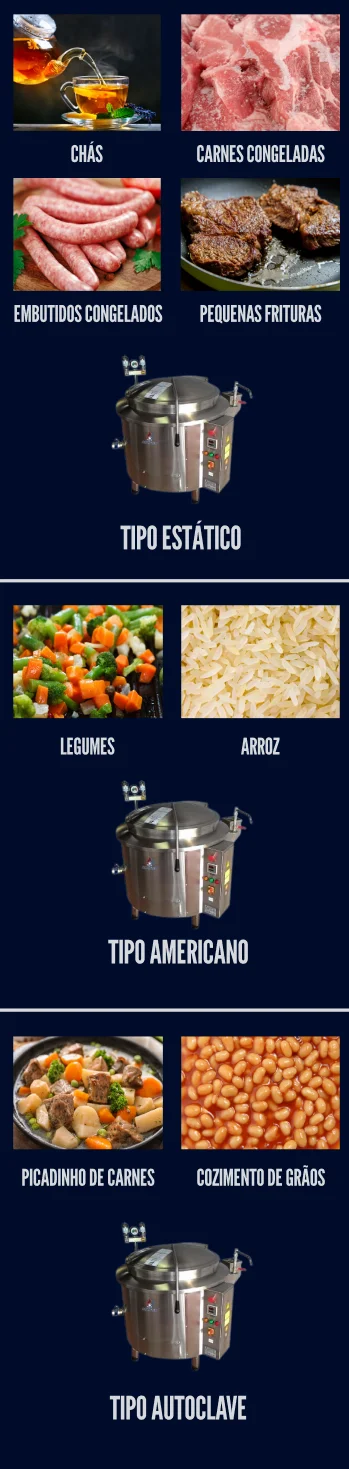 CHÁS
CARNES CONGELADAS
EMBUTIDOS CONGELADOS
PEQUENAS FRITURAS
TIPO ESTÁTICO
LEGUMES
ARROZ
TIPO AMERICANO
PICADINHO DE CARNES
COZIMENTO DE GRÃOS
TIPO AUTOCLAVE